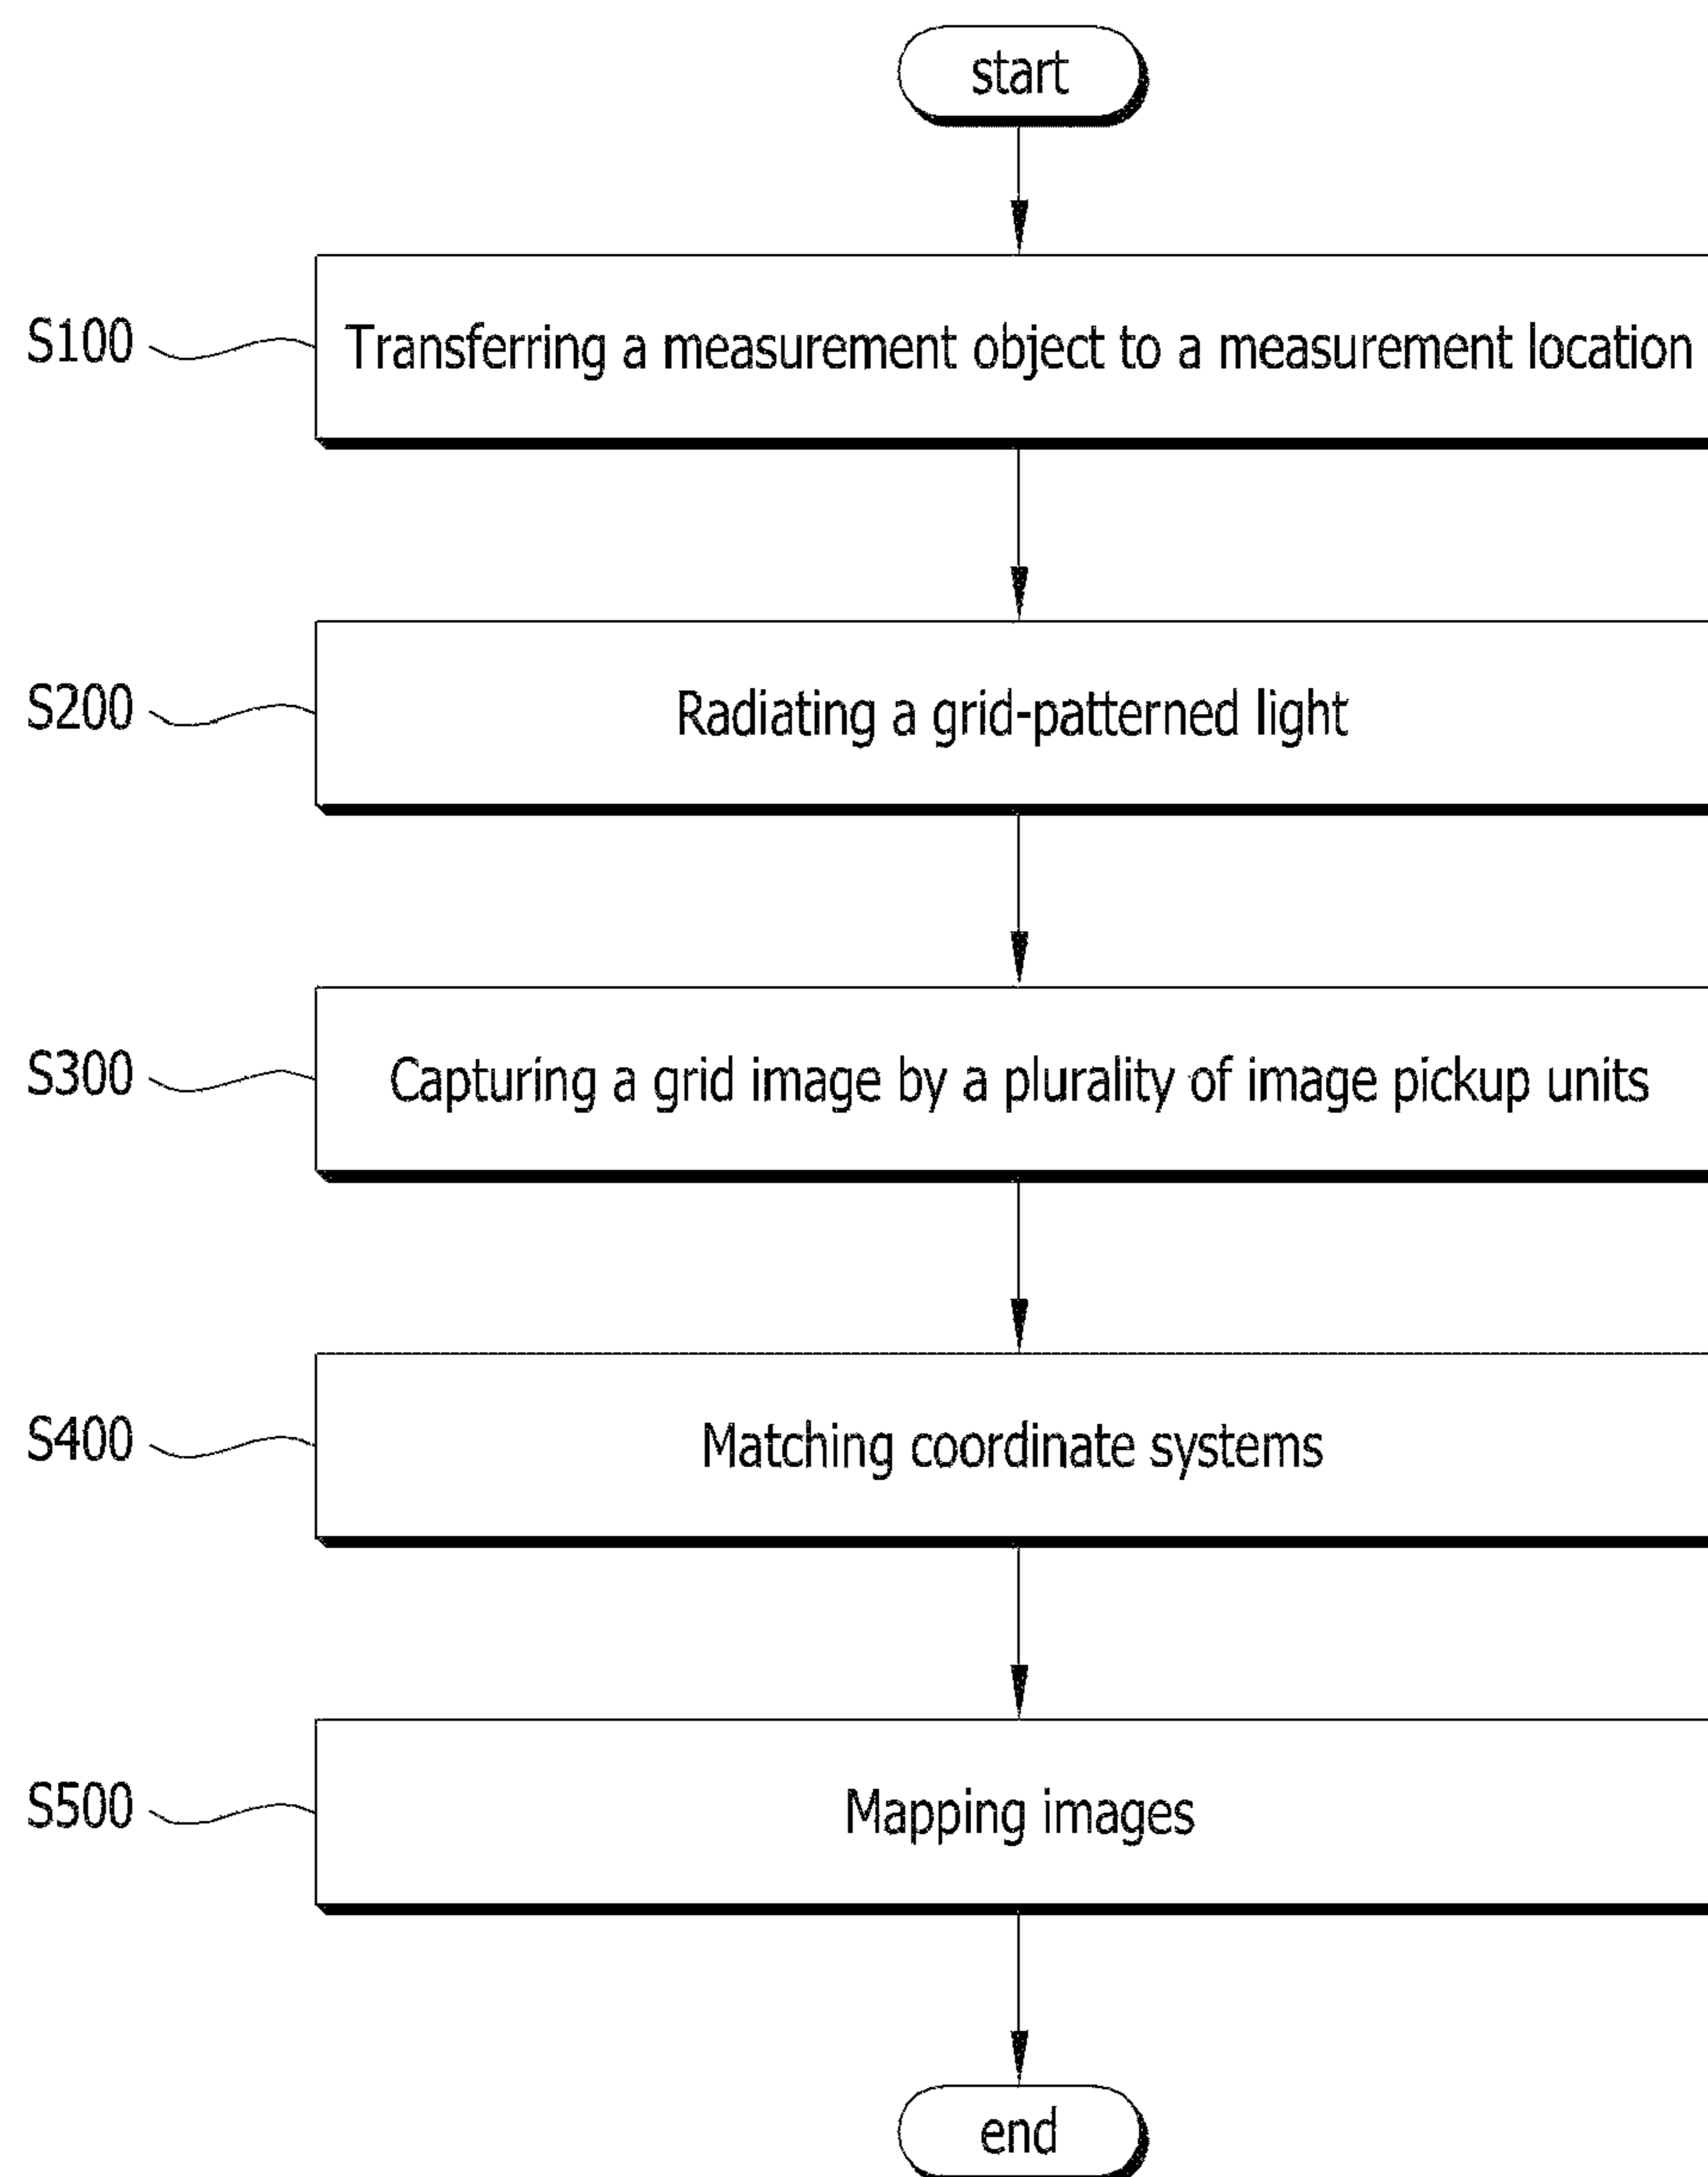 start
S100
Transferring a measurement object to a measurement location
S200
Radiating a grid-patterned light
S300
Capturing a grid image by a plurality of image pickup units
S400
Matching coordinate systems
S500
Mapping images
end